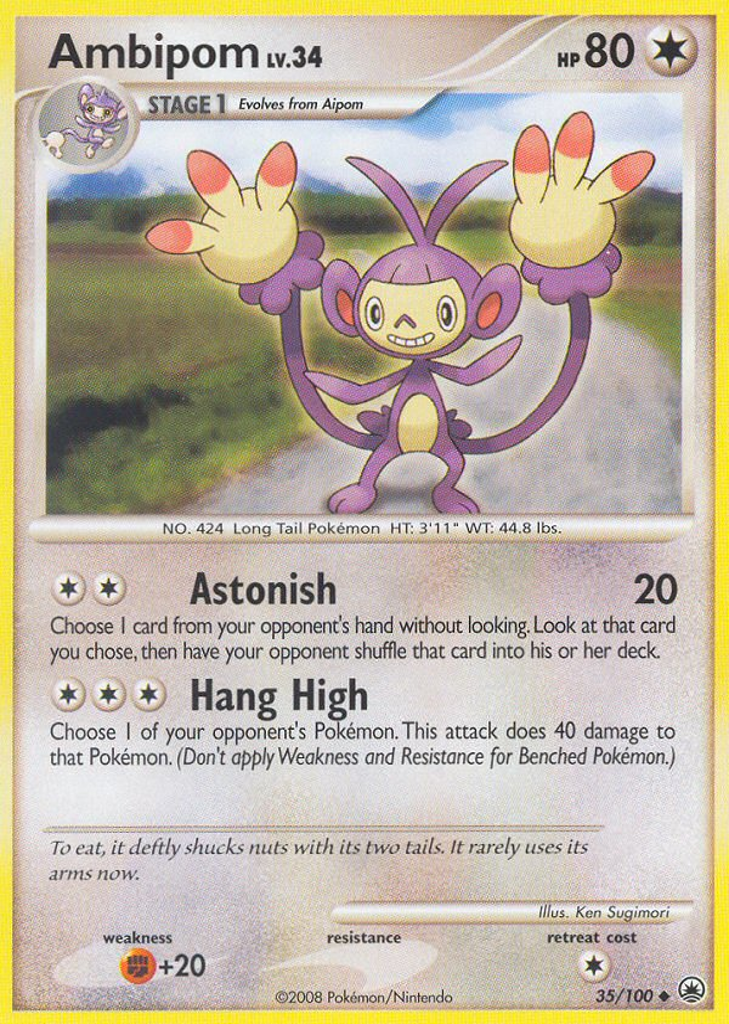 Ambipom LV.34 HP 80
STAGE 1 Evolves from Aipom
NO. 424 Long Tail Pokémon HT: 3'11" WT: 44.8 lbs.
Astonish 20
Choose 1 card from your opponent's hand without looking. Look at that card
you chose, then have your opponent shuffle that card into his or her deck.
Hang High
Choose 1 of your opponent's Pokémon. This attack does 40 damage to
that Pokémon. (Don't apply Weakness and Resistance for Benched Pokémon.)
To eat, it deftly shucks nuts with its two tails. It rarely uses its
arms now.
Illus. Ken Sugimori
weakness resistance retreat cost
+20
©2008 Pokémon/Nintendo 35/100